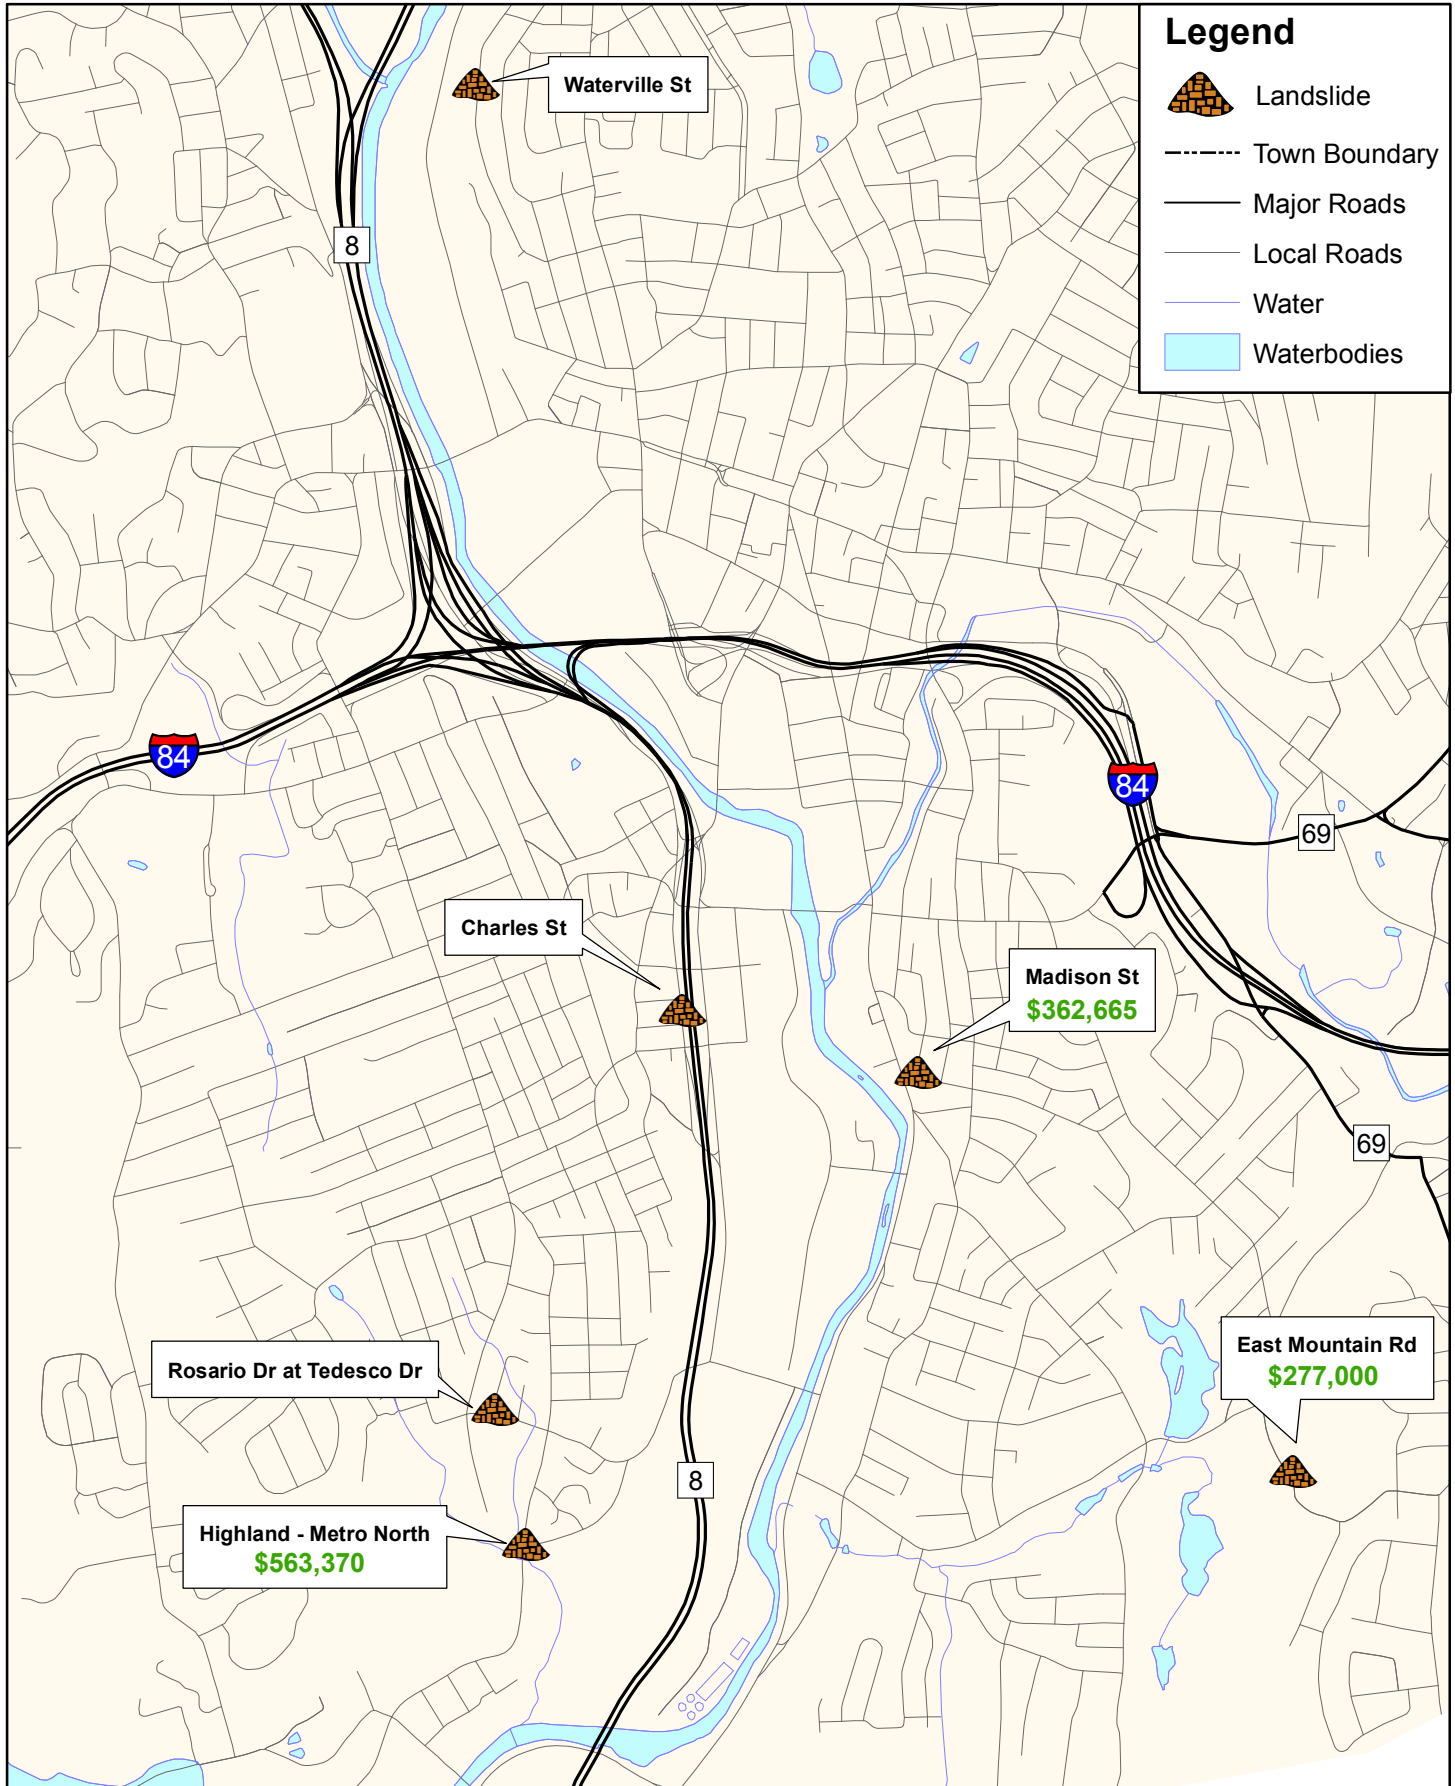 Legend
Landslide
Town Boundary
Major Roads
Local Roads
Water
Waterbodies
Waterville St
8
84
84
69
Charles St
Madison St
$362,665
69
Rosario Dr at Tedesco Dr
East Mountain Rd
$277,000
8
Highland - Metro North
$563,370